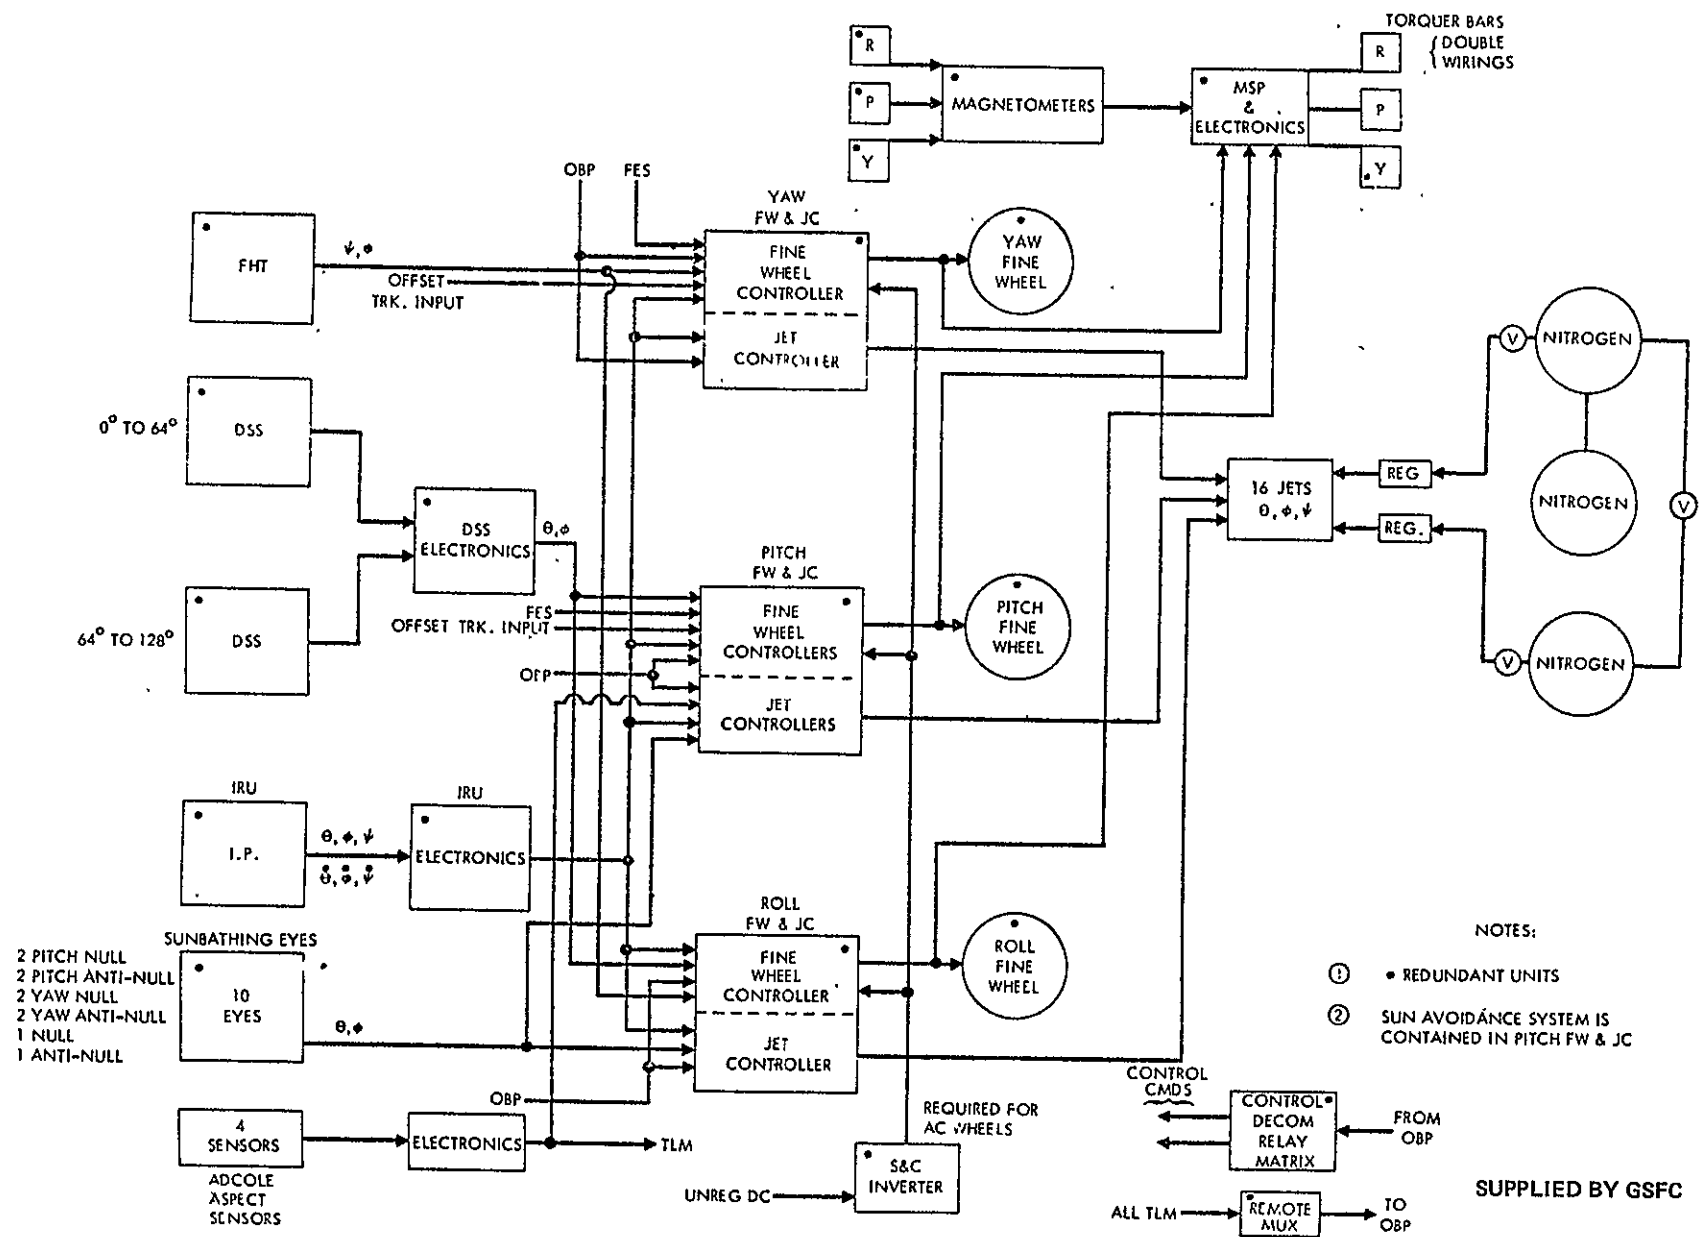 TORQUER BARS
DOUBLE
WIRINGS
R
P
Y
MAGNETOMETERS
MSP
&
ELECTRONICS
R
P
Y
OBP
FES
YAW
FW & JC
FHT
ψ, φ
OFFSET
TRK. INPUT
FINE
WHEEL
CONTROLLER
JET
CONTROLLER
YAW
FINE
WHEEL
V
NITROGEN
NITROGEN
V
V
NITROGEN
REG
REG.
16 JETS
θ, φ, ψ
0° TO 64°
DSS
DSS
ELECTRONICS
θ, φ
64° TO 128°
DSS
PITCH
FW & JC
FES
OFFSET TRK. INPUT
OBP
FINE
WHEEL
CONTROLLERS
JET
CONTROLLERS
PITCH
FINE
WHEEL
IRU
I.P.
θ, φ, ψ
θ̇, φ̇, ψ̇
IRU
ELECTRONICS
SUNBATHING EYES
2 PITCH NULL
2 PITCH ANTI-NULL
2 YAW NULL
2 YAW ANTI-NULL
1 NULL
1 ANTI-NULL
10
EYES
θ, φ
ROLL
FW & JC
FINE
WHEEL
CONTROLLER
JET
CONTROLLER
ROLL
FINE
WHEEL
OBP
4
SENSORS
ADCOLE
ASPECT
SENSORS
ELECTRONICS
TLM
REQUIRED FOR
AC WHEELS
UNREG DC
S&C
INVERTER
NOTES:
① • REDUNDANT UNITS
② SUN AVOIDANCE SYSTEM IS
CONTAINED IN PITCH FW & JC
CONTROL
CMDS
CONTROL
DECOM
RELAY
MATRIX
FROM
OBP
ALL TLM
REMOTE
MUX
TO
OBP
SUPPLIED BY GSFC